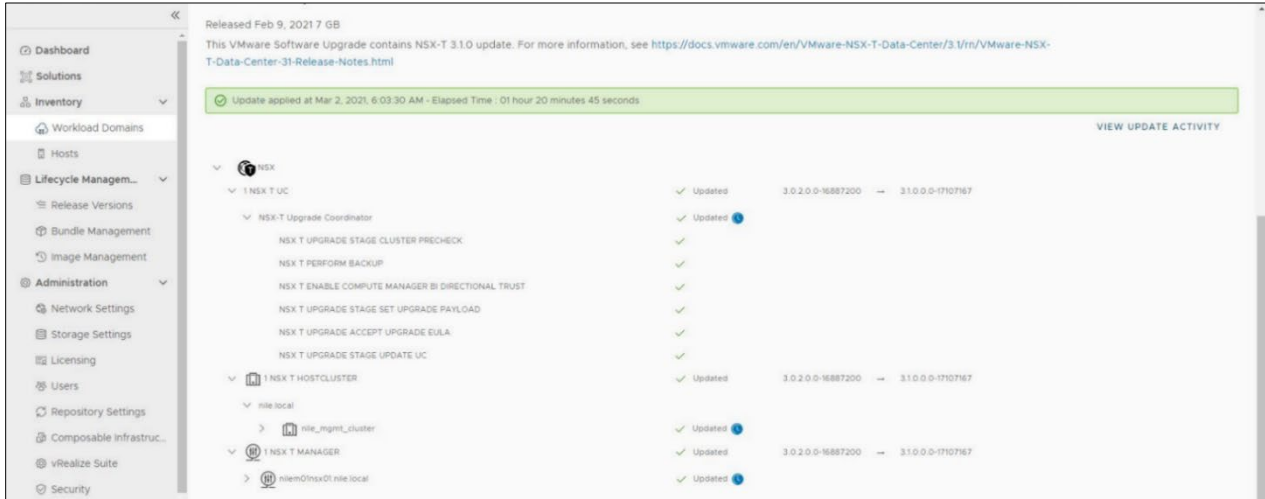 Dashboard
Solutions
Inventory
Workload Domains
Hosts
Lifecycle Managem...
Release Versions
Bundle Management
Image Management
Administration
Network Settings
Storage Settings
Licensing
Users
Repository Settings
Composable Infrastruc...
vRealize Suite
Security
Released Feb 9, 2021 7 GB
This VMware Software Upgrade contains NSX-T 3.1.0 update. For more information, see https://docs.vmware.com/en/VMware-NSX-T-Data-Center/3.1/rn/VMware-NSX-
T-Data-Center-31-Release-Notes.html
Update applied at Mar 2, 2021, 6:03:30 AM - Elapsed Time : 01 hour 20 minutes 45 seconds
VIEW UPDATE ACTIVITY
NSX
1 NSX T UC Updated 3.0.2.0.0-16887200 → 3.1.0.0.0-17107167
NSX-T Upgrade Coordinator Updated
NSX T UPGRADE STAGE CLUSTER PRECHECK
NSX T PERFORM BACKUP
NSX T ENABLE COMPUTE MANAGER BI DIRECTIONAL TRUST
NSX T UPGRADE STAGE SET UPGRADE PAYLOAD
NSX T UPGRADE ACCEPT UPGRADE EULA
NSX T UPGRADE STAGE UPDATE UC
1 NSX T HOSTCLUSTER Updated 3.0.2.0.0-16887200 → 3.1.0.0.0-17107167
nile.local
nile_mgmt_cluster Updated
1 NSX T MANAGER Updated 3.0.2.0.0-16887200 → 3.1.0.0.0-17107167
nilem01nsx01.nile.local Updated